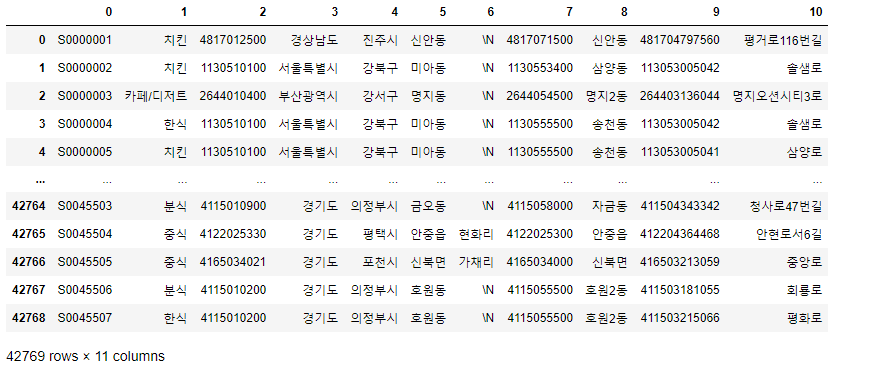 0 1 2 3 4 5 6 7 8 9 10
0 S0000001 치킨 4817012500 경상남도 진주시 신안동 \N 4817071500 신안동 481704797560 평거로116번길
1 S0000002 치킨 1130510100 서울특별시 강북구 미아동 \N 1130553400 삼양동 113053005042 솔샘로
2 S0000003 카페/디저트 2644010400 부산광역시 강서구 명지동 \N 2644054500 명지2동 264403136044 명지오션시티3로
3 S0000004 한식 1130510100 서울특별시 강북구 미아동 \N 1130555500 송천동 113053005042 솔샘로
4 S0000005 치킨 1130510100 서울특별시 강북구 미아동 \N 1130555500 송천동 113053005041 삼양로
... ... ... ... ... ... ... ... ... ... ... ...
42764 S0045503 분식 4115010900 경기도 의정부시 금오동 \N 4115058000 자금동 411504343342 청사로47번길
42765 S0045504 중식 4122025330 경기도 평택시 안중읍 현화리 4122025300 안중읍 412204364468 안현로서6길
42766 S0045505 중식 4165034021 경기도 포천시 신북면 가채리 4165034000 신북면 416503213059 중앙로
42767 S0045506 분식 4115010200 경기도 의정부시 호원동 \N 4115055500 호원2동 411503181055 회룡로
42768 S0045507 한식 4115010200 경기도 의정부시 호원동 \N 4115055500 호원2동 411503215066 평화로
42769 rows × 11 columns